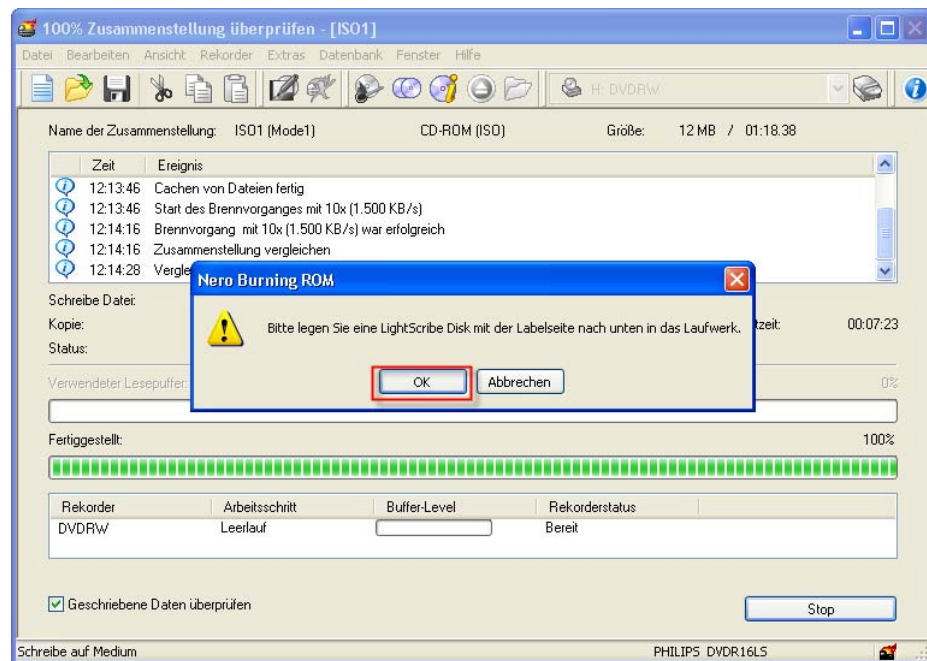 100% Zusammenstellung überprüfen - [ISO1]
Datei Bearbeiten Ansicht Rekorder Extras Datenbank Fenster Hilfe
H: DVDRW
Name der Zusammenstellung: ISO1 (Mode1) CD-ROM (ISO) Größe: 12 MB / 01:18.38
Zeit Ereignis
12:13:46 Cachen von Dateien fertig
12:13:46 Start des Brennvorganges mit 10x (1.500 KB/s)
12:14:16 Brennvorgang mit 10x (1.500 KB/s) war erfolgreich
12:14:16 Zusammenstellung vergleichen
12:14:28 Vergle
Nero Burning ROM
Schreibe Datei:
Bitte legen Sie eine LightScribe Disk mit der Labelseite nach unten in das Laufwerk.
Kopie: tzeit: 00:07:23
Status:
OK Abbrechen
Verwendeter Lesepuffer: 0%
Fertiggestellt: 100%
Rekorder Arbeitsschritt Buffer-Level Rekorderstatus
DVDRW Leerlauf Bereit
Geschriebene Daten überprüfen
Stop
Schreibe auf Medium PHILIPS DVDR16LS